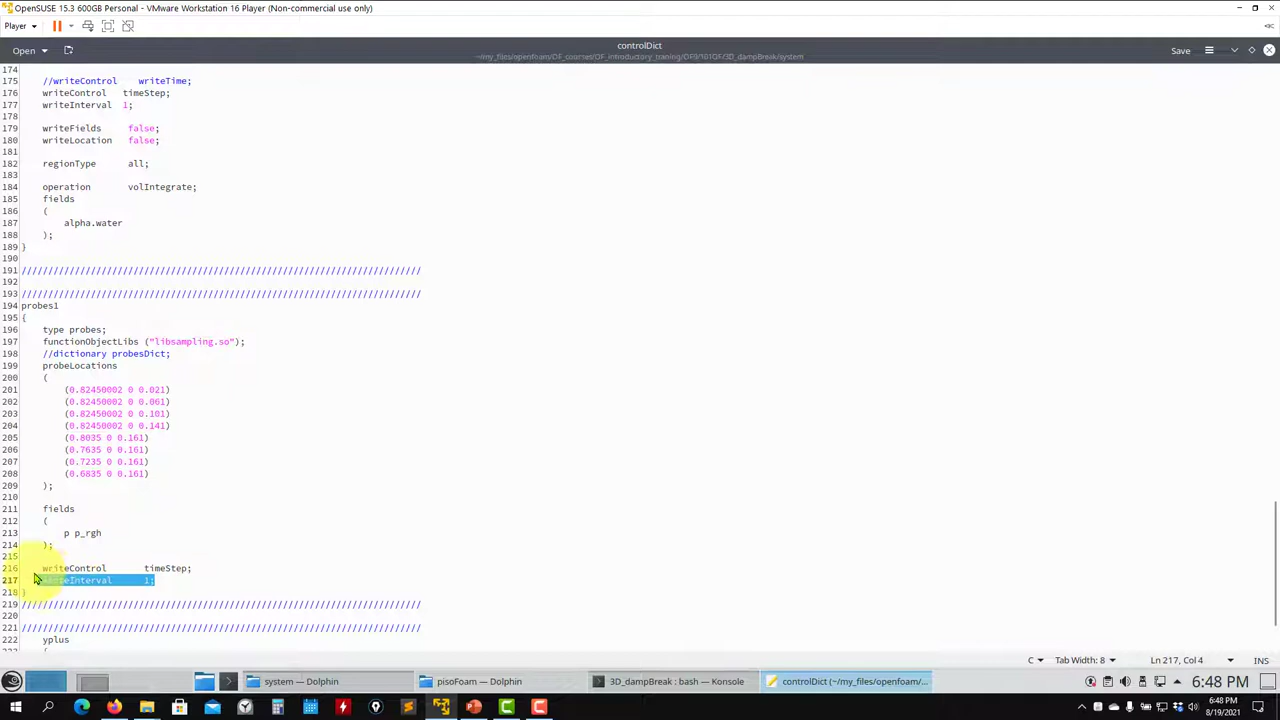 OpenSUSE 15.3 600GB Personal - VMware Workstation 16 Player (Non-commercial use only)
Player
Open
controlDict
Save
174
175 //writeControl writeTime;
176 writeControl timeStep;
177 writeInterval 1;
178
179 writeFields false;
180 writeLocation false;
181
182 regionType all;
183
184 operation volIntegrate;
185 fields
186 (
187 alpha.water
188 );
189 }
190
191 ////////////////////////////////////////////////////////////////////////////
192
193 ////////////////////////////////////////////////////////////////////////////
194 probes1
195 {
196 type probes;
197 functionObjectLibs ("libsampling.so");
198 //dictionary probesDict;
199 probeLocations
200 (
201 (0.82450002 0 0.021)
202 (0.82450002 0 0.061)
203 (0.82450002 0 0.101)
204 (0.82450002 0 0.141)
205 (0.8035 0 0.161)
206 (0.7635 0 0.161)
207 (0.7235 0 0.161)
208 (0.6835 0 0.161)
209 );
210
211 fields
212 (
213 p p_rgh
214 );
215
216 writeControl timeStep;
217 writeInterval 1;
218 }
219 ////////////////////////////////////////////////////////////////////////////
220
221 ////////////////////////////////////////////////////////////////////////////
222 yplus
C Tab Width: 8 Ln 217, Col 4 INS
system — Dolphin
pisoFoam — Dolphin
3D_dampBreak : bash — Konsole
controlDict (~/my_files/openfoam/...
6:48 PM
6:48 PM
8/19/2021